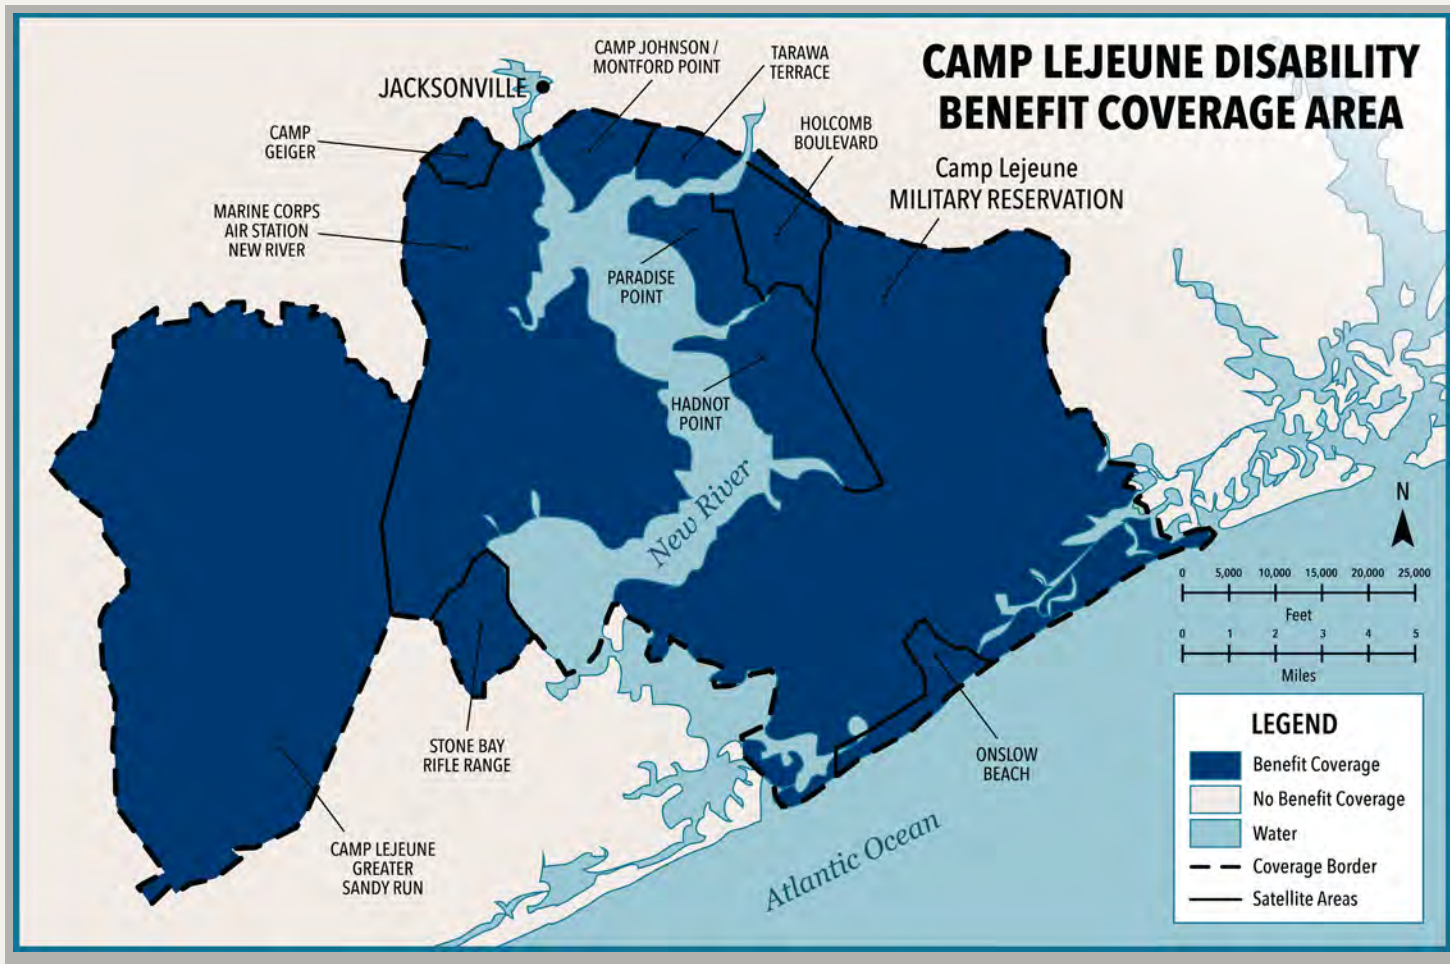 CAMP LEJEUNE DISABILITY
BENEFIT COVERAGE AREA
CAMP JOHNSON /
MONTFORD POINT
TARAWA
TERRACE
JACKSONVILLE
HOLCOMB
BOULEVARD
CAMP
GEIGER
Camp Lejeune
MILITARY RESERVATION
MARINE CORPS
AIR STATION
NEW RIVER
PARADISE
POINT
HADNOT
POINT
New River
N
0 5,000 10,000 15,000 20,000 25,000
Feet
0 1 2 3 4 5
Miles
STONE BAY
RIFLE RANGE
ONSLOW
BEACH
CAMP LEJEUNE
GREATER
SANDY RUN
Atlantic Ocean
LEGEND
Benefit Coverage
No Benefit Coverage
Water
Coverage Border
Satellite Areas